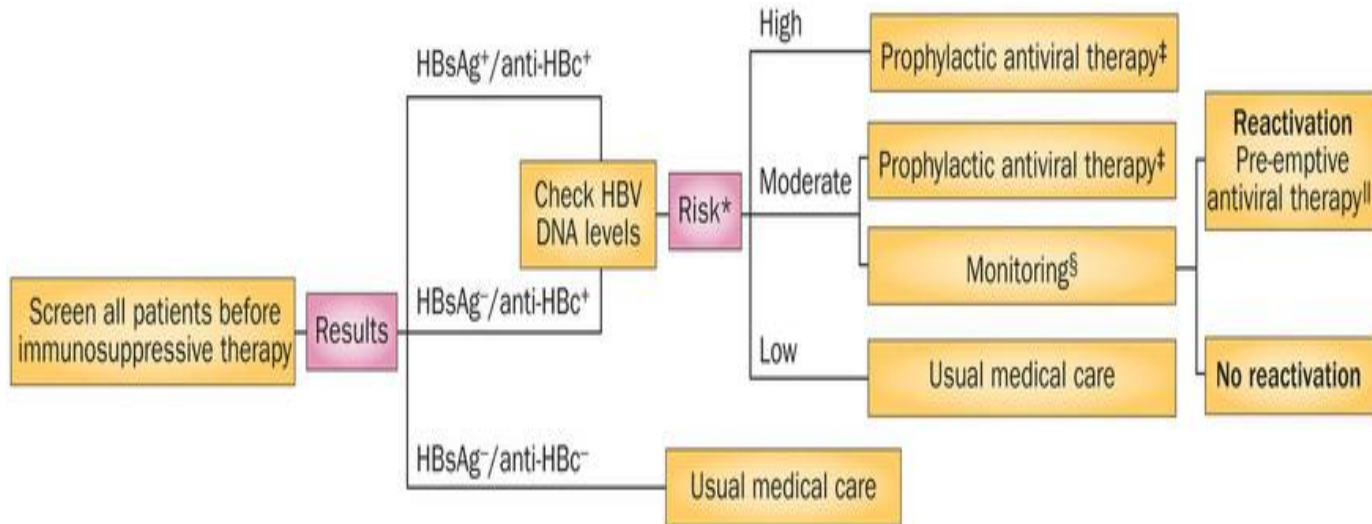 Screen all patients before
immunosuppressive therapy
Results
HBsAg⁺/anti-HBc⁺
HBsAg⁻/anti-HBc⁺
HBsAg⁻/anti-HBc⁻
Check HBV
DNA levels
Risk*
High
Moderate
Low
Prophylactic antiviral therapy‡
Prophylactic antiviral therapy‡
Monitoring§
Usual medical care
Reactivation
Pre-emptive
antiviral therapy||
No reactivation
Usual medical care